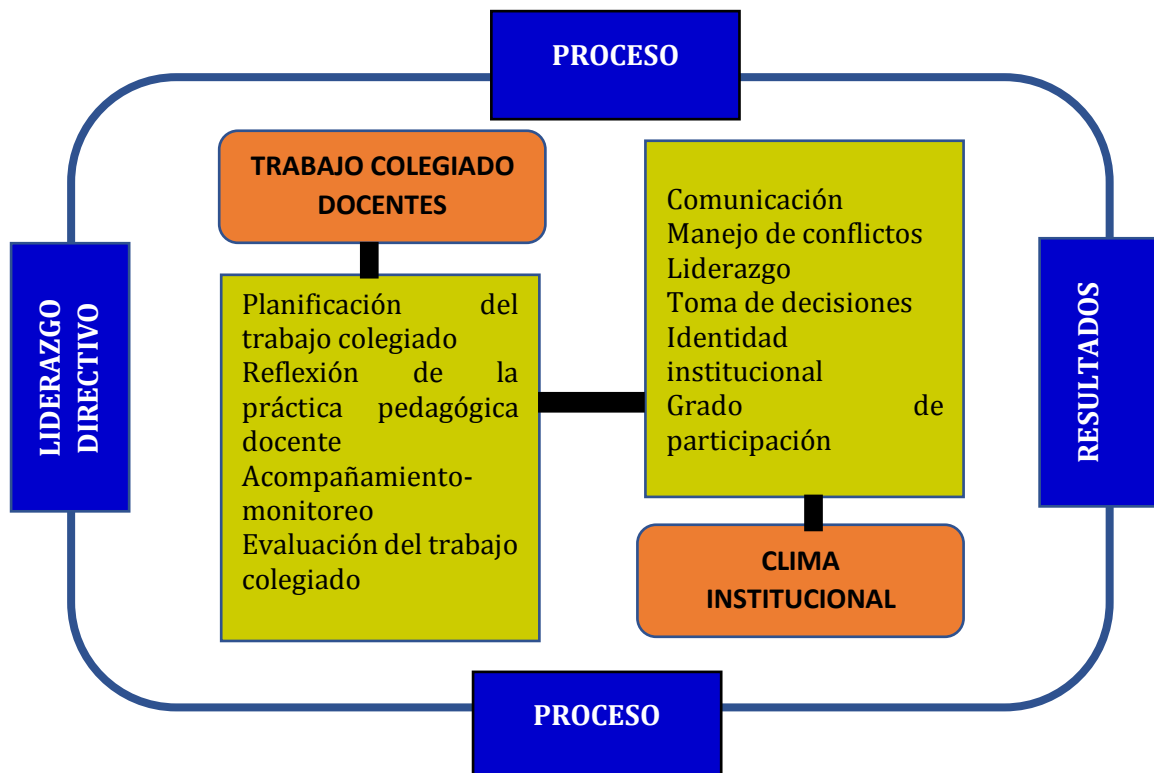 PROCESO
TRABAJO COLEGIADO
DOCENTES
Planificación del
trabajo colegiado
Reflexión de la
práctica pedagógica
docente
Acompañamiento-
monitoreo
Evaluación del trabajo
colegiado
Comunicación
Manejo de conflictos
Liderazgo
Toma de decisiones
Identidad
institucional
Grado de
participación
CLIMA
INSTITUCIONAL
LIDERAZGO
DIRECTIVO
RESULTADOS
PROCESO